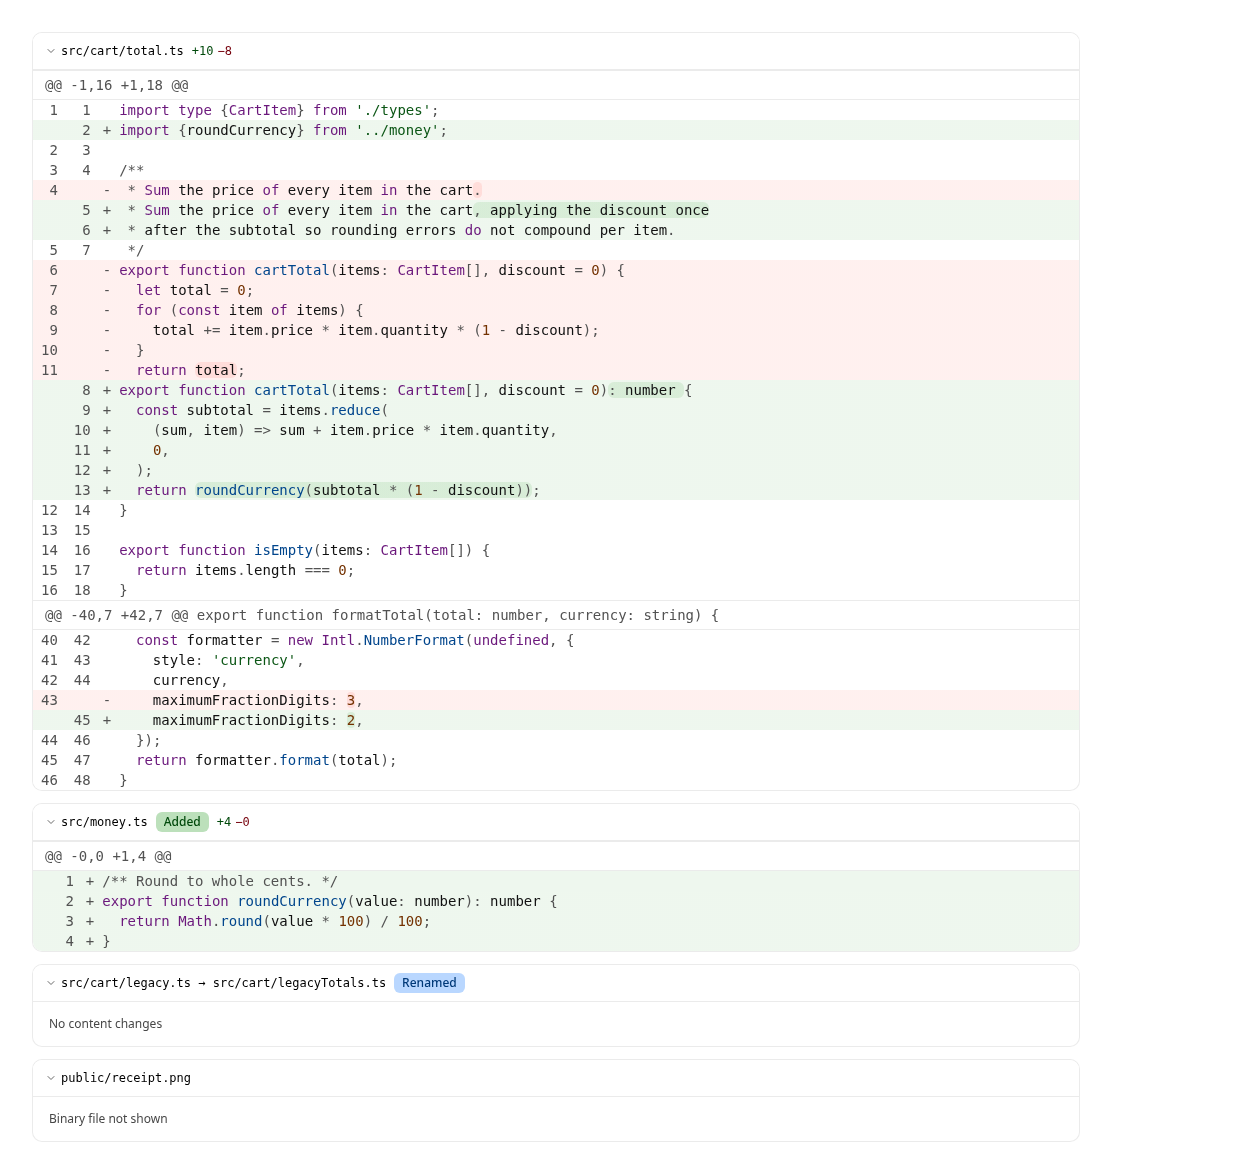 src/cart/total.ts +10 −8
@@ -1,16 +1,18 @@
1 1 import type {CartItem} from './types';
2 + import {roundCurrency} from '../money';
2 3
3 4 /**
4 - * Sum the price of every item in the cart.
5 + * Sum the price of every item in the cart, applying the discount once
6 + * after the subtotal so rounding errors do not compound per item.
5 7 */
6 - export function cartTotal(items: CartItem[], discount = 0) {
7 - let total = 0;
8 - for (const item of items) {
9 - total += item.price * item.quantity * (1 - discount);
10 - }
11 - return total;
8 + export function cartTotal(items: CartItem[], discount = 0): number {
9 + const subtotal = items.reduce(
10 + (sum, item) => sum + item.price * item.quantity,
11 + 0,
12 + );
13 + return roundCurrency(subtotal * (1 - discount));
12 14 }
13 15
14 16 export function isEmpty(items: CartItem[]) {
15 17 return items.length === 0;
16 18 }
@@ -40,7 +42,7 @@ export function formatTotal(total: number, currency: string) {
40 42 const formatter = new Intl.NumberFormat(undefined, {
41 43 style: 'currency',
42 44 currency,
43 - maximumFractionDigits: 3,
45 + maximumFractionDigits: 2,
44 46 });
45 47 return formatter.format(total);
46 48 }
src/money.ts Added +4 −0
@@ -0,0 +1,4 @@
1 + /** Round to whole cents. */
2 + export function roundCurrency(value: number): number {
3 + return Math.round(value * 100) / 100;
4 + }
src/cart/legacy.ts → src/cart/legacyTotals.ts Renamed
No content changes
public/receipt.png
Binary file not shown